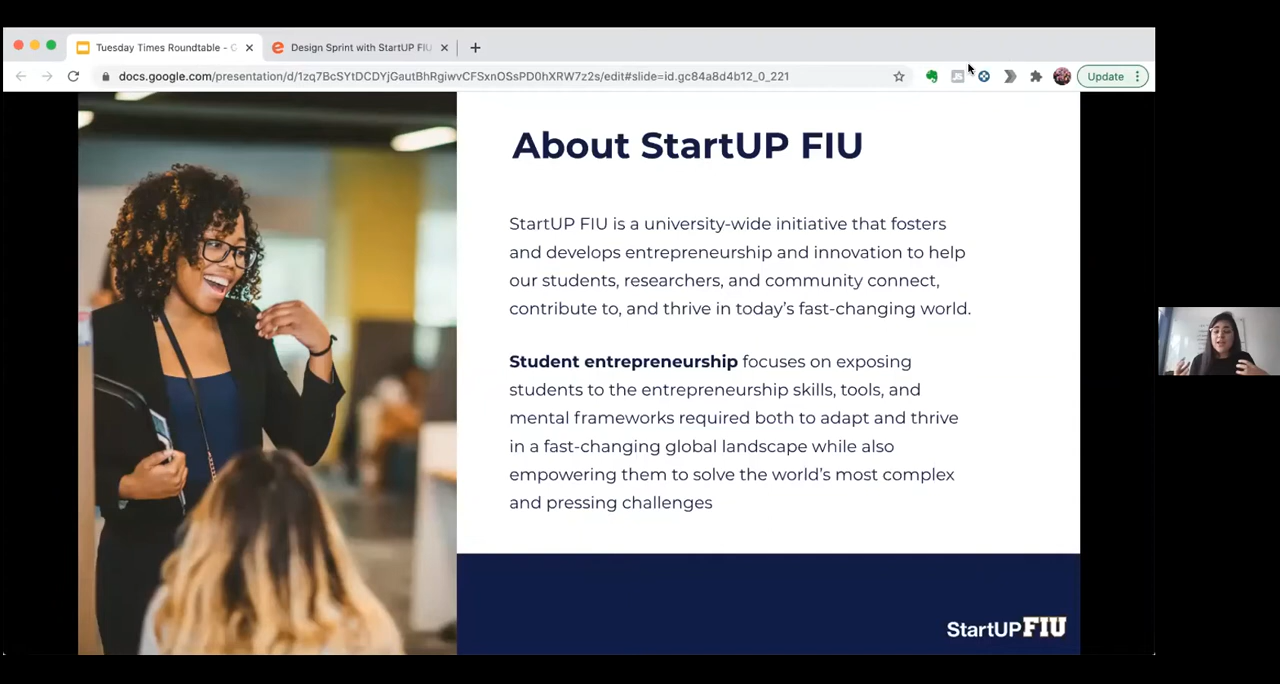 Tuesday Times Roundtable - G
Design Sprint with StartUP FIU
docs.google.com/presentation/d/1zq7BcSYtDCDYjGautBhRgiwvCFSxnOSsPD0hXRW7z2s/edit#slide=id.gc84a8d4b12_0_221
Update
About StartUP FIU
StartUP FIU is a university-wide initiative that fosters
and develops entrepreneurship and innovation to help
our students, researchers, and community connect,
contribute to, and thrive in today's fast-changing world.
Student entrepreneurship focuses on exposing
students to the entrepreneurship skills, tools, and
mental frameworks required both to adapt and thrive
in a fast-changing global landscape while also
empowering them to solve the world's most complex
and pressing challenges
StartUP FIU